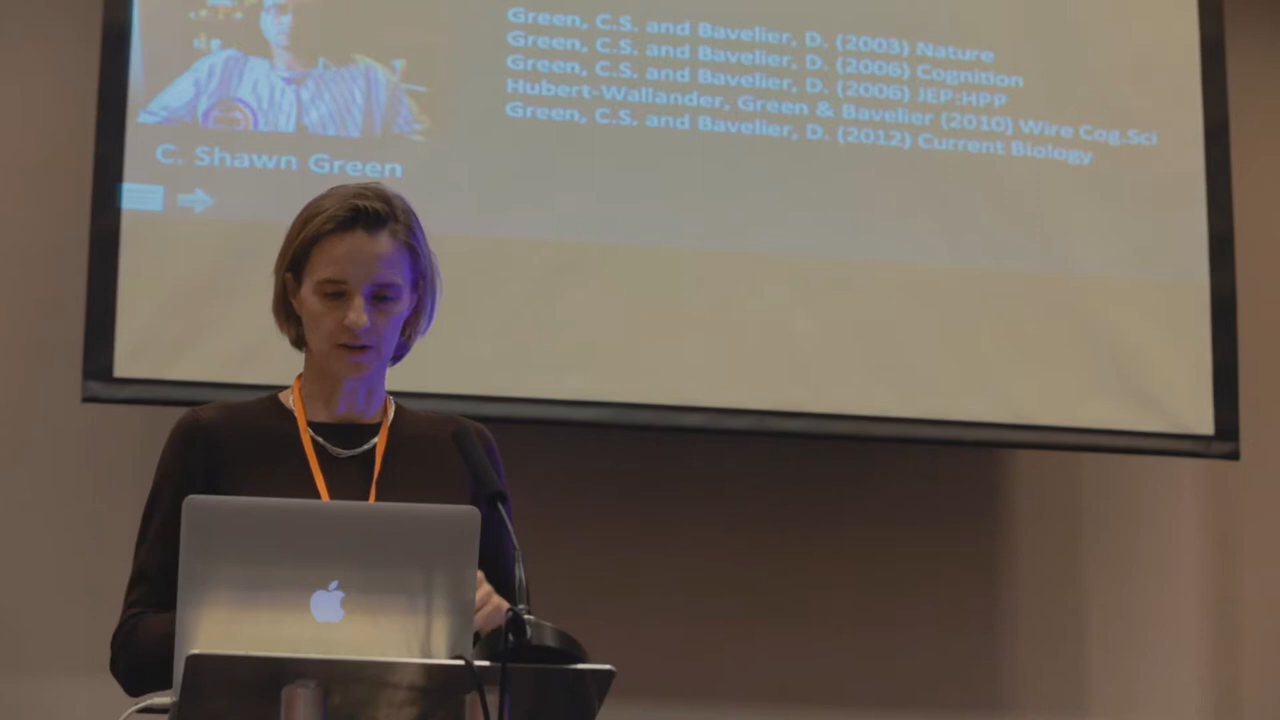 Green, C.S. and Bavelier, D. (2003) Nature
Green, C.S. and Bavelier, D. (2006) Cognition
Green, C.S. and Bavelier, D. (2006) JEP:HPP
Hubert-Wallander, Green & Bavelier (2010) Wire Cog.Sci
Green, C.S. and Bavelier, D. (2012) Current Biology
C. Shawn Green